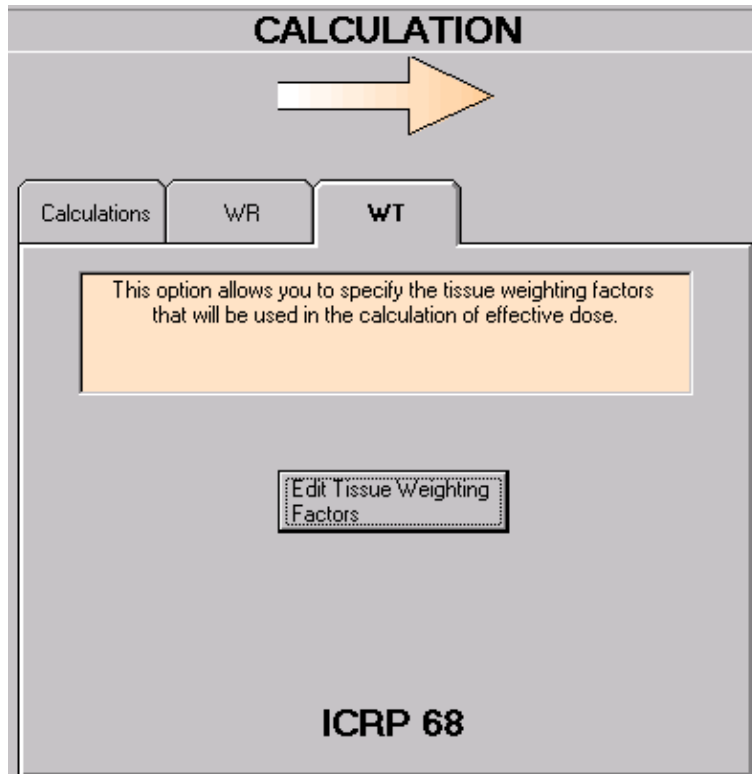 CALCULATION
Calculations
WR
WT
This option allows you to specify the tissue weighting factors
that will be used in the calculation of effective dose.
Edit Tissue Weighting
Factors
ICRP 68